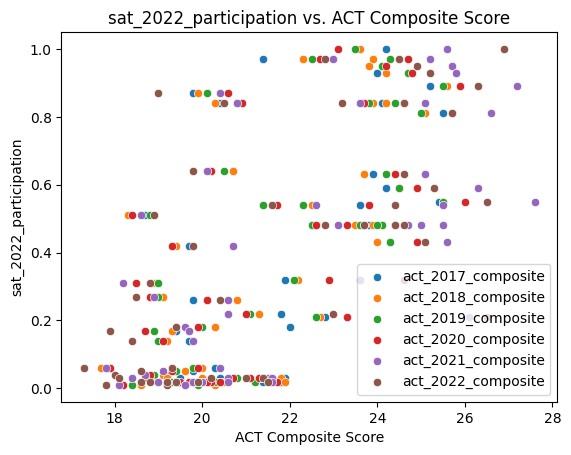 sat_2022_participation vs. ACT Composite Score
1.0
0.8
0.6
0.4
0.2
0.0
sat_2022_participation
18 20 22 24 26 28
ACT Composite Score
act_2017_composite
act_2018_composite
act_2019_composite
act_2020_composite
act_2021_composite
act_2022_composite